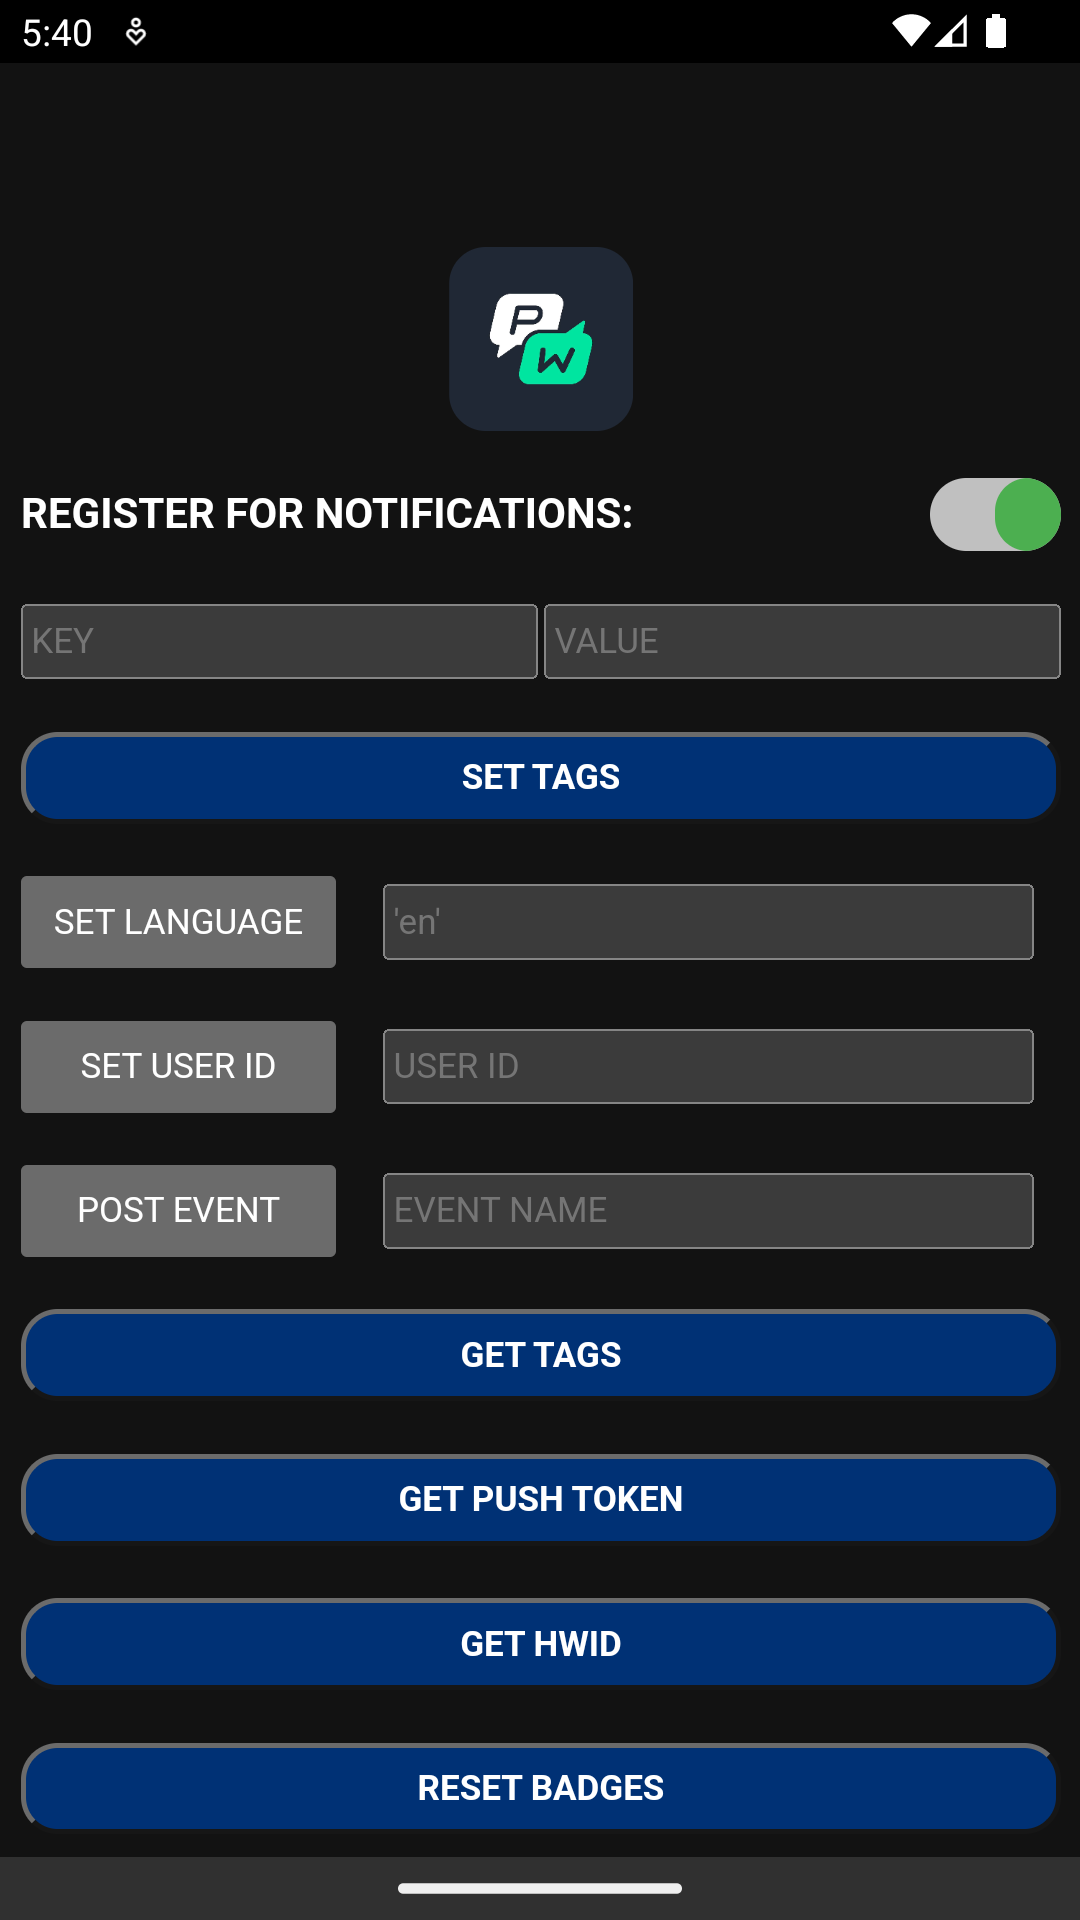 5:40
P
W
REGISTER FOR NOTIFICATIONS:
KEY VALUE
SET TAGS
SET LANGUAGE 'en'
SET USER ID USER ID
POST EVENT EVENT NAME
GET TAGS
GET PUSH TOKEN
GET HWID
RESET BADGES